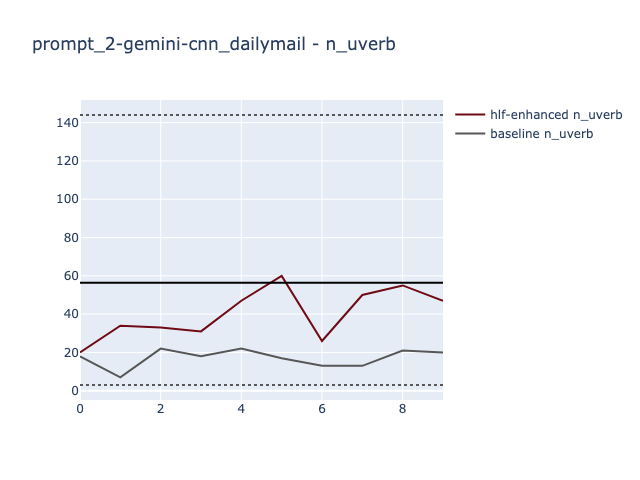 prompt_2-gemini-cnn_dailymail - n_uverb
hlf-enhanced n_uverb
baseline n_uverb
140
120
100
80
60
40
20
0
0 2 4 6 8